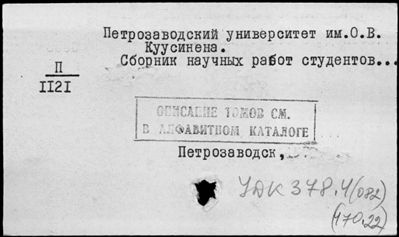 Петрозаводский университет им.О.В.
Куусинена.
Сборник научных работ студентов...
П
II2I
ОПИСАНИЕ ТОМОВ СМ.
В АЛФАВИТНОМ КАТАЛОГЕ
Петрозаводск,
УДК 378.4(082)
(470.22)